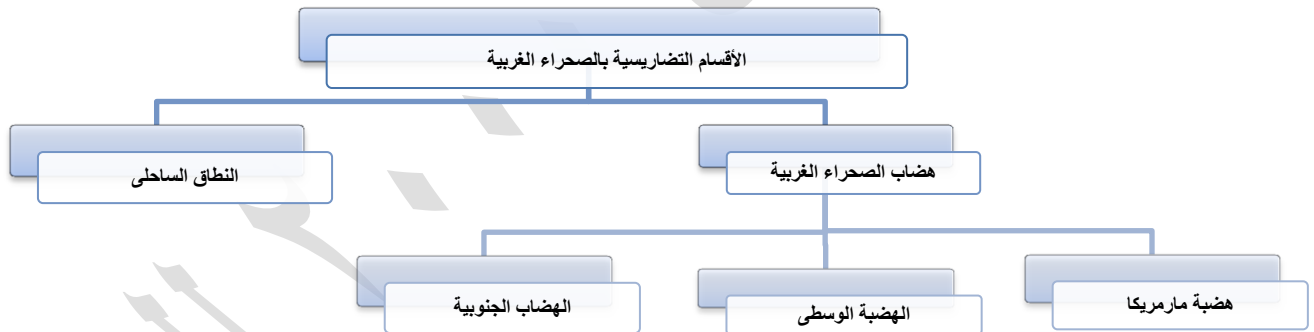 الأقسام التضاريسية بالصحراء الغربية
هضاب الصحراء الغربية
النطاق الساحلى
هضبة مارمريكا
الهضبة الوسطى
الهضاب الجنوبية